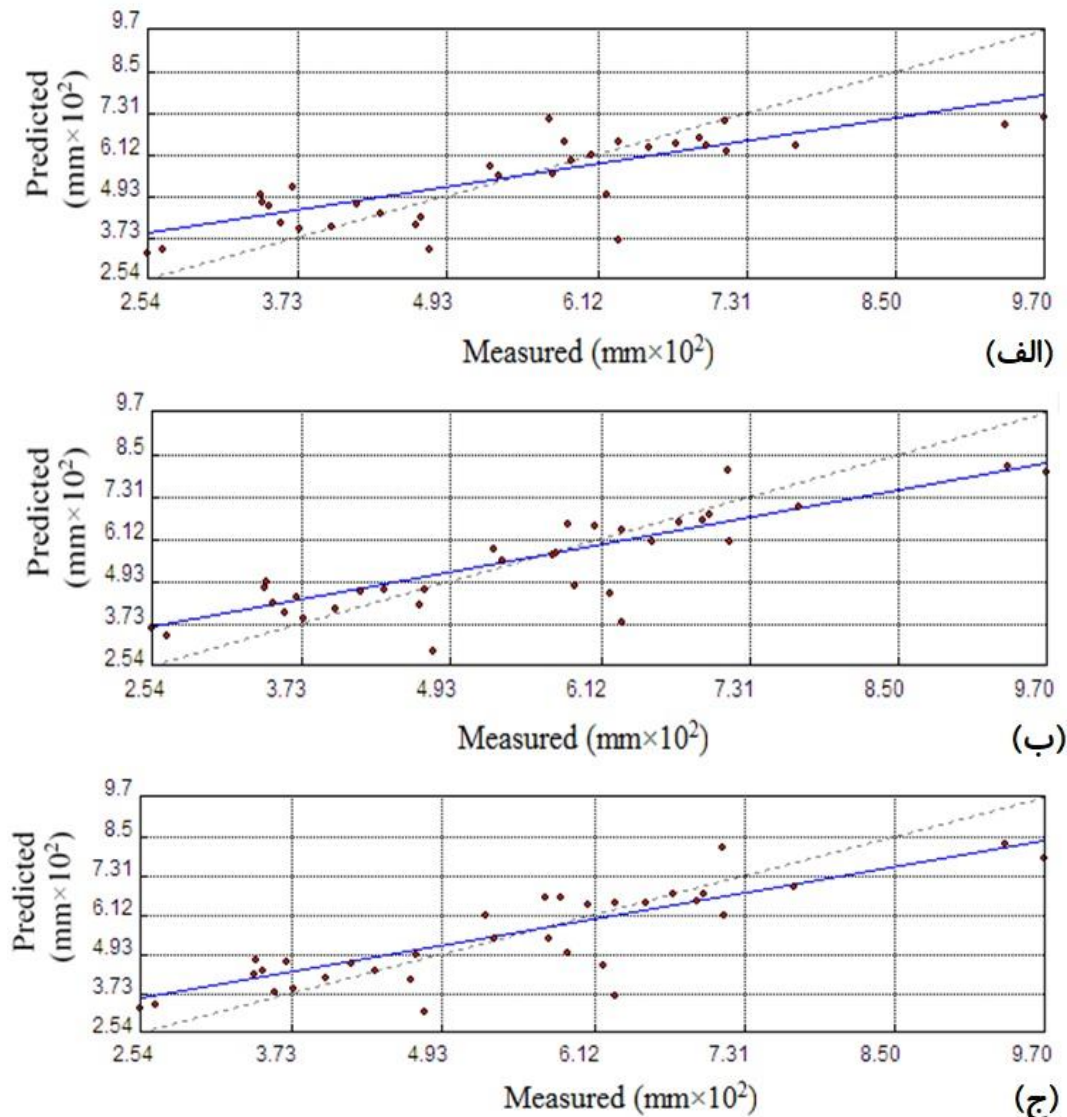 9.7
8.5
7.31
6.12
4.93
3.73
2.54
Predicted
(mm×10²)
2.54 3.73 4.93 6.12 7.31 8.50 9.70
Measured (mm×10²)
(الف)
9.7
8.5
7.31
6.12
4.93
3.73
2.54
Predicted
(mm×10²)
2.54 3.73 4.93 6.12 7.31 8.50 9.70
Measured (mm×10²)
(ب)
9.7
8.5
7.31
6.12
4.93
3.73
2.54
Predicted
(mm×10²)
2.54 3.73 4.93 6.12 7.31 8.50 9.70
Measured (mm×10²)
(ج)